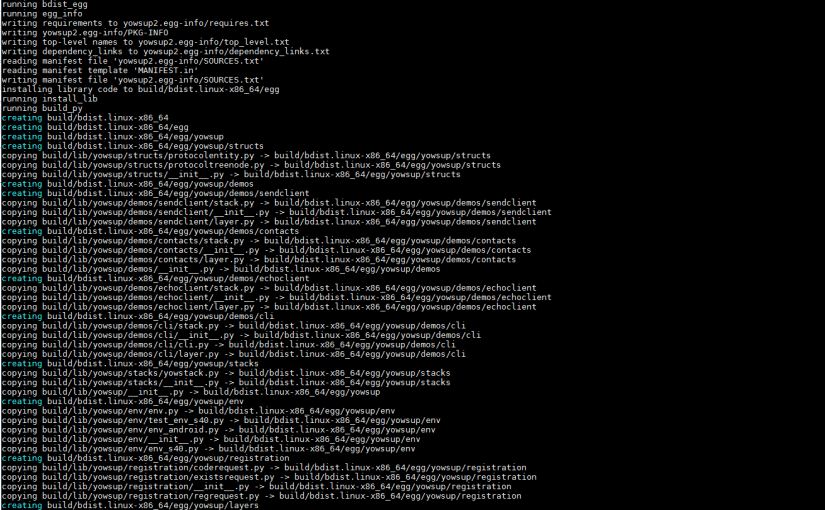 running bdist_egg
running egg_info
writing requirements to yowsup2.egg-info/requires.txt
writing yowsup2.egg-info/PKG-INFO
writing top-level names to yowsup2.egg-info/top_level.txt
writing dependency_links to yowsup2.egg-info/dependency_links.txt
reading manifest file 'yowsup2.egg-info/SOURCES.txt'
reading manifest template 'MANIFEST.in'
writing manifest file 'yowsup2.egg-info/SOURCES.txt'
installing library code to build/bdist.linux-x86_64/egg
running install_lib
running build_py
creating build/bdist.linux-x86_64
creating build/bdist.linux-x86_64/egg
creating build/bdist.linux-x86_64/egg/yowsup
creating build/bdist.linux-x86_64/egg/yowsup/structs
copying build/lib/yowsup/structs/protocolentity.py -> build/bdist.linux-x86_64/egg/yowsup/structs
copying build/lib/yowsup/structs/protocoltreenode.py -> build/bdist.linux-x86_64/egg/yowsup/structs
copying build/lib/yowsup/structs/__init__.py -> build/bdist.linux-x86_64/egg/yowsup/structs
creating build/bdist.linux-x86_64/egg/yowsup/demos
creating build/bdist.linux-x86_64/egg/yowsup/demos/sendclient
copying build/lib/yowsup/demos/sendclient/stack.py -> build/bdist.linux-x86_64/egg/yowsup/demos/sendclient
copying build/lib/yowsup/demos/sendclient/__init__.py -> build/bdist.linux-x86_64/egg/yowsup/demos/sendclient
copying build/lib/yowsup/demos/sendclient/layer.py -> build/bdist.linux-x86_64/egg/yowsup/demos/sendclient
creating build/bdist.linux-x86_64/egg/yowsup/demos/contacts
copying build/lib/yowsup/demos/contacts/stack.py -> build/bdist.linux-x86_64/egg/yowsup/demos/contacts
copying build/lib/yowsup/demos/contacts/__init__.py -> build/bdist.linux-x86_64/egg/yowsup/demos/contacts
copying build/lib/yowsup/demos/contacts/layer.py -> build/bdist.linux-x86_64/egg/yowsup/demos/contacts
copying build/lib/yowsup/demos/__init__.py -> build/bdist.linux-x86_64/egg/yowsup/demos
creating build/bdist.linux-x86_64/egg/yowsup/demos/echoclient
copying build/lib/yowsup/demos/echoclient/stack.py -> build/bdist.linux-x86_64/egg/yowsup/demos/echoclient
copying build/lib/yowsup/demos/echoclient/__init__.py -> build/bdist.linux-x86_64/egg/yowsup/demos/echoclient
copying build/lib/yowsup/demos/echoclient/layer.py -> build/bdist.linux-x86_64/egg/yowsup/demos/echoclient
creating build/bdist.linux-x86_64/egg/yowsup/demos/cli
copying build/lib/yowsup/demos/cli/stack.py -> build/bdist.linux-x86_64/egg/yowsup/demos/cli
copying build/lib/yowsup/demos/cli/__init__.py -> build/bdist.linux-x86_64/egg/yowsup/demos/cli
copying build/lib/yowsup/demos/cli/cli.py -> build/bdist.linux-x86_64/egg/yowsup/demos/cli
copying build/lib/yowsup/demos/cli/layer.py -> build/bdist.linux-x86_64/egg/yowsup/demos/cli
creating build/bdist.linux-x86_64/egg/yowsup/stacks
copying build/lib/yowsup/stacks/yowstack.py -> build/bdist.linux-x86_64/egg/yowsup/stacks
copying build/lib/yowsup/stacks/__init__.py -> build/bdist.linux-x86_64/egg/yowsup/stacks
copying build/lib/yowsup/__init__.py -> build/bdist.linux-x86_64/egg/yowsup
creating build/bdist.linux-x86_64/egg/yowsup/env
copying build/lib/yowsup/env/env.py -> build/bdist.linux-x86_64/egg/yowsup/env
copying build/lib/yowsup/env/test_env_s40.py -> build/bdist.linux-x86_64/egg/yowsup/env
copying build/lib/yowsup/env/env_android.py -> build/bdist.linux-x86_64/egg/yowsup/env
copying build/lib/yowsup/env/__init__.py -> build/bdist.linux-x86_64/egg/yowsup/env
copying build/lib/yowsup/env/env_s40.py -> build/bdist.linux-x86_64/egg/yowsup/env
creating build/bdist.linux-x86_64/egg/yowsup/registration
copying build/lib/yowsup/registration/coderequest.py -> build/bdist.linux-x86_64/egg/yowsup/registration
copying build/lib/yowsup/registration/existsrequest.py -> build/bdist.linux-x86_64/egg/yowsup/registration
copying build/lib/yowsup/registration/__init__.py -> build/bdist.linux-x86_64/egg/yowsup/registration
copying build/lib/yowsup/registration/regrequest.py -> build/bdist.linux-x86_64/egg/yowsup/registration
creating build/bdist.linux-x86_64/egg/yowsup/layers